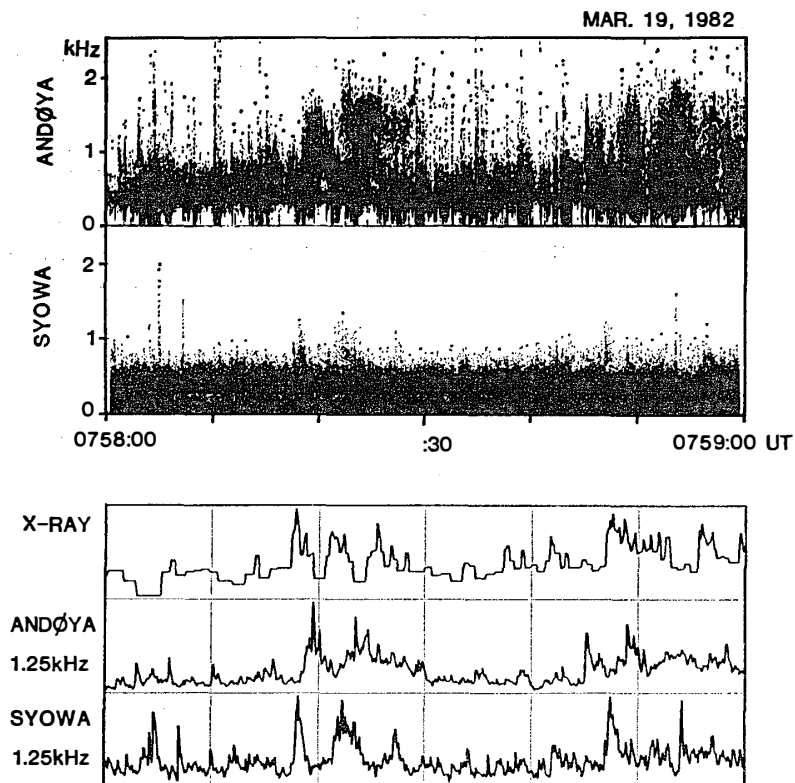 MAR. 19, 1982
kHz
2
1
0
ANDØYA
2
1
0
SYOWA
0758:00 :30 0759:00 UT
X-RAY
ANDØYA
1.25kHz
SYOWA
1.25kHz